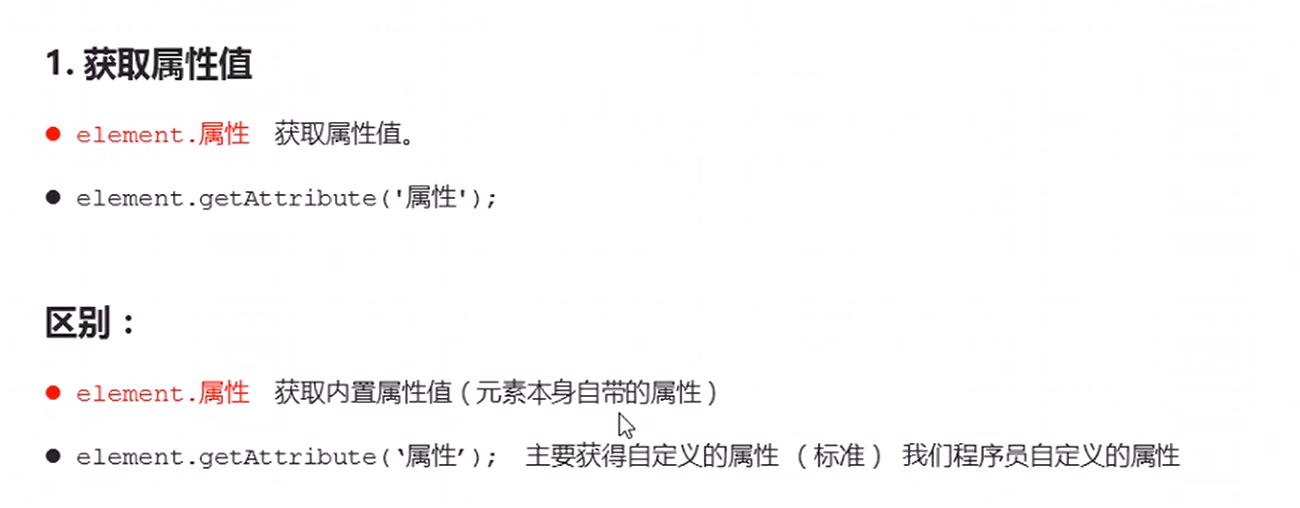 1. 获取属性值
● element.属性 获取属性值。
● element.getAttribute('属性');
区别：
● element.属性 获取内置属性值（元素本身自带的属性）
● element.getAttribute(‘属性’); 主要获得自定义的属性 （标准） 我们程序员自定义的属性